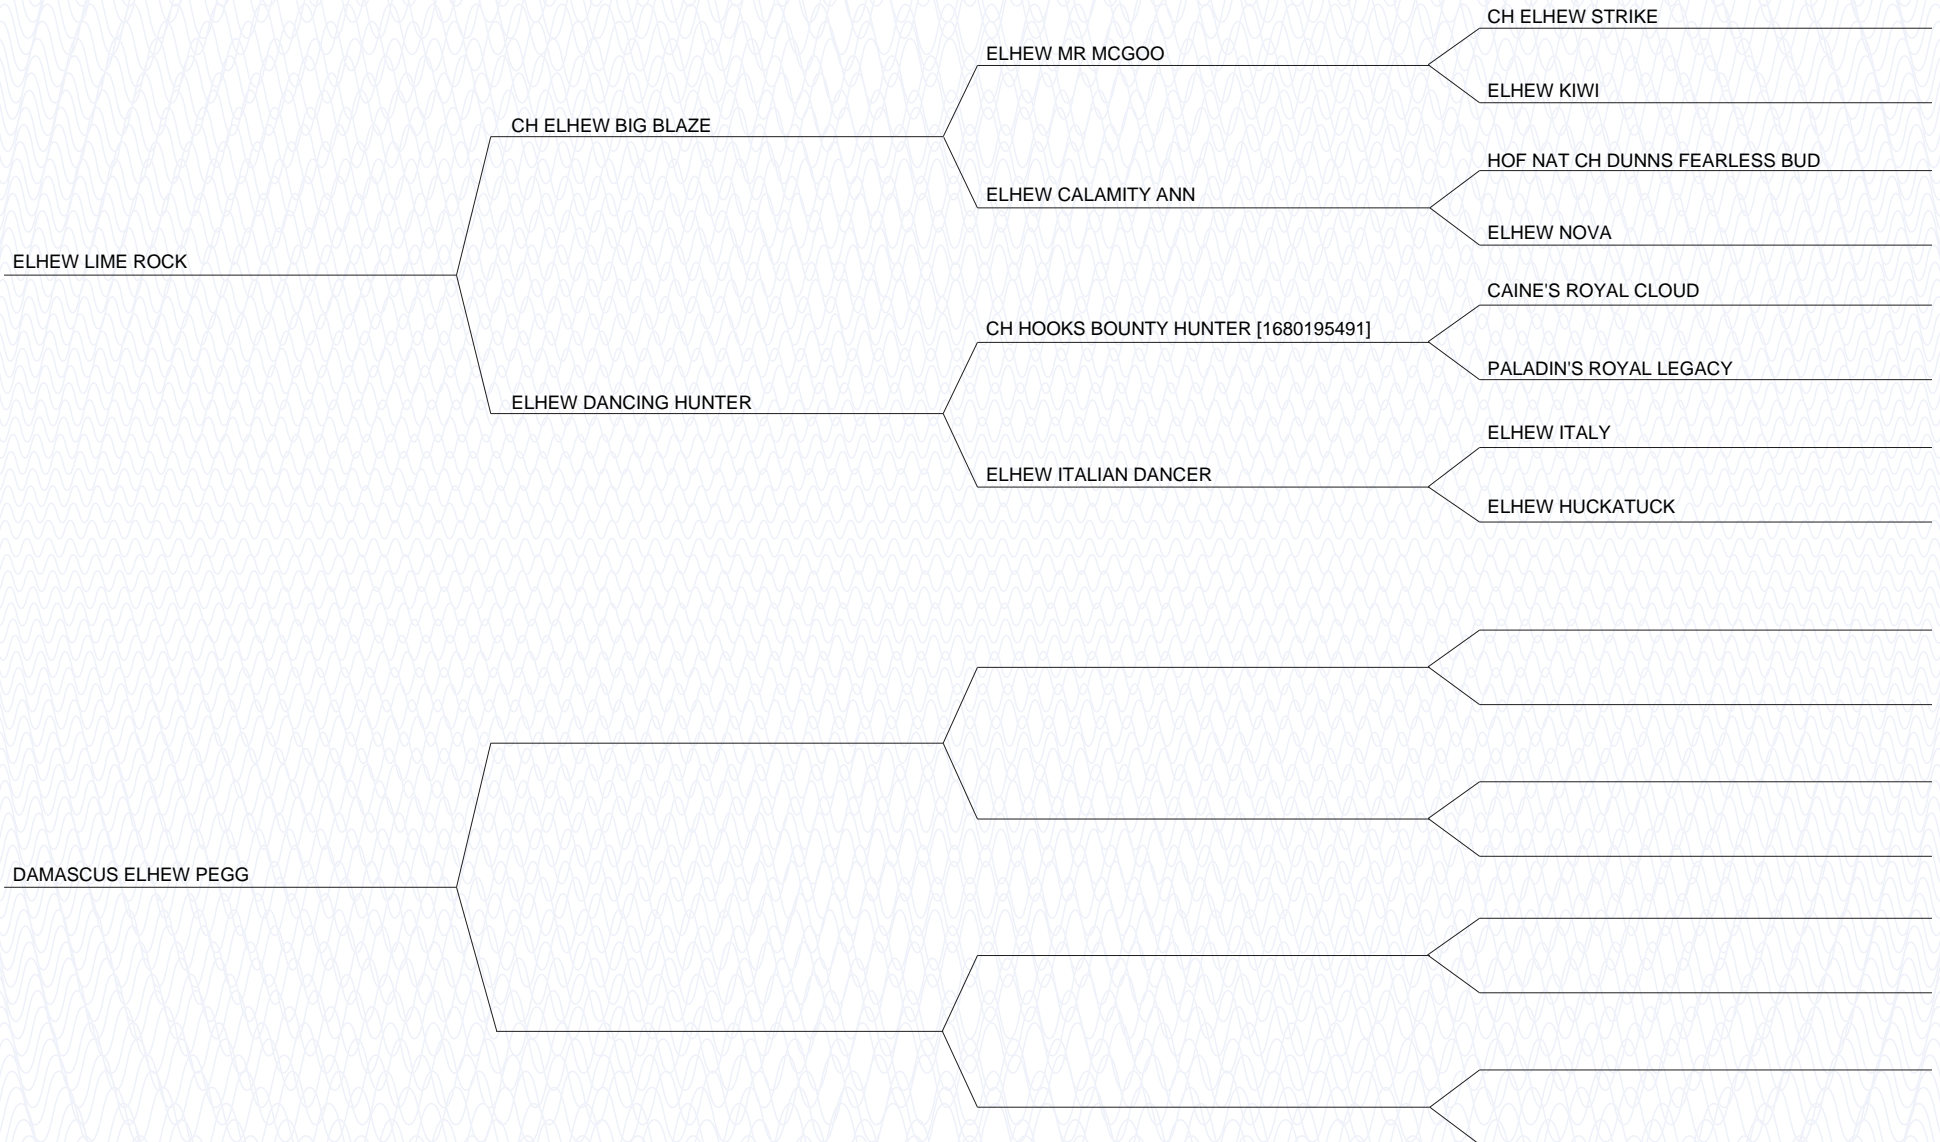 CH ELHEW STRIKE
ELHEW MR MCGOO
ELHEW KIWI
CH ELHEW BIG BLAZE
HOF NAT CH DUNNS FEARLESS BUD
ELHEW CALAMITY ANN
ELHEW NOVA
ELHEW LIME ROCK
CAINE'S ROYAL CLOUD
CH HOOKS BOUNTY HUNTER [1680195491]
PALADIN'S ROYAL LEGACY
ELHEW DANCING HUNTER
ELHEW ITALY
ELHEW ITALIAN DANCER
ELHEW HUCKATUCK
DAMASCUS ELHEW PEGG